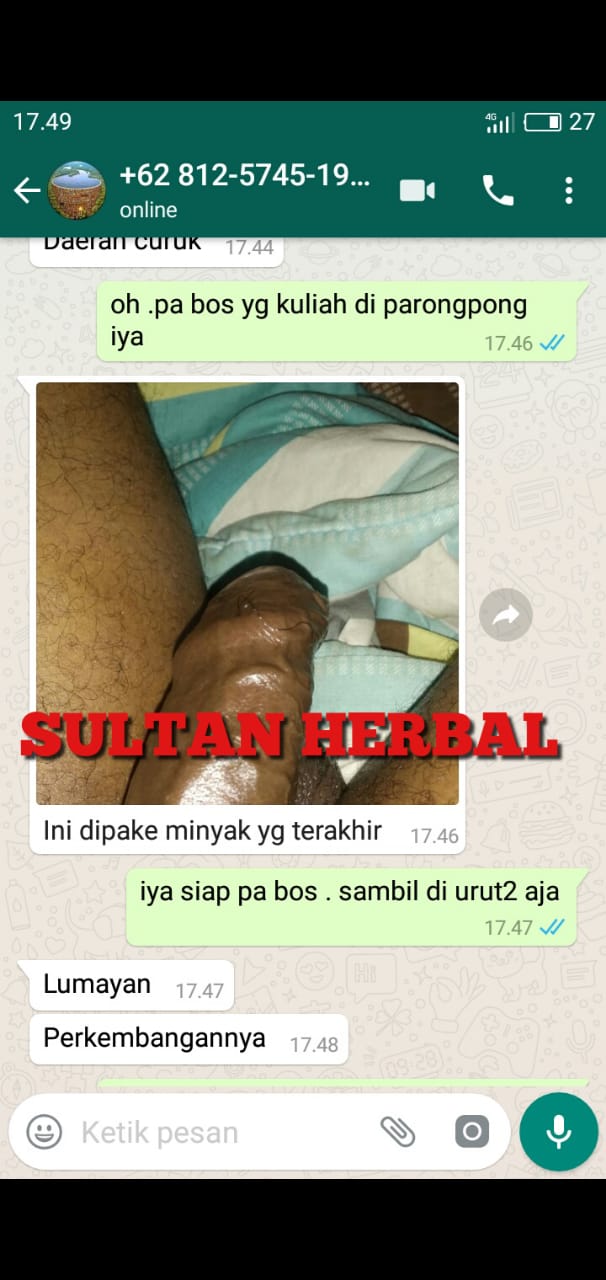 17.49
4G
27
+62 812-5745-19...
online
Daerah curuk 17.44
oh .pa bos yg kuliah di parongpong
iya 17.46
SULTAN HERBAL
Ini dipake minyak yg terakhir 17.46
iya siap pa bos . sambil di urut2 aja
17.47
Lumayan 17.47
Perkembangannya 17.48
Ketik pesan